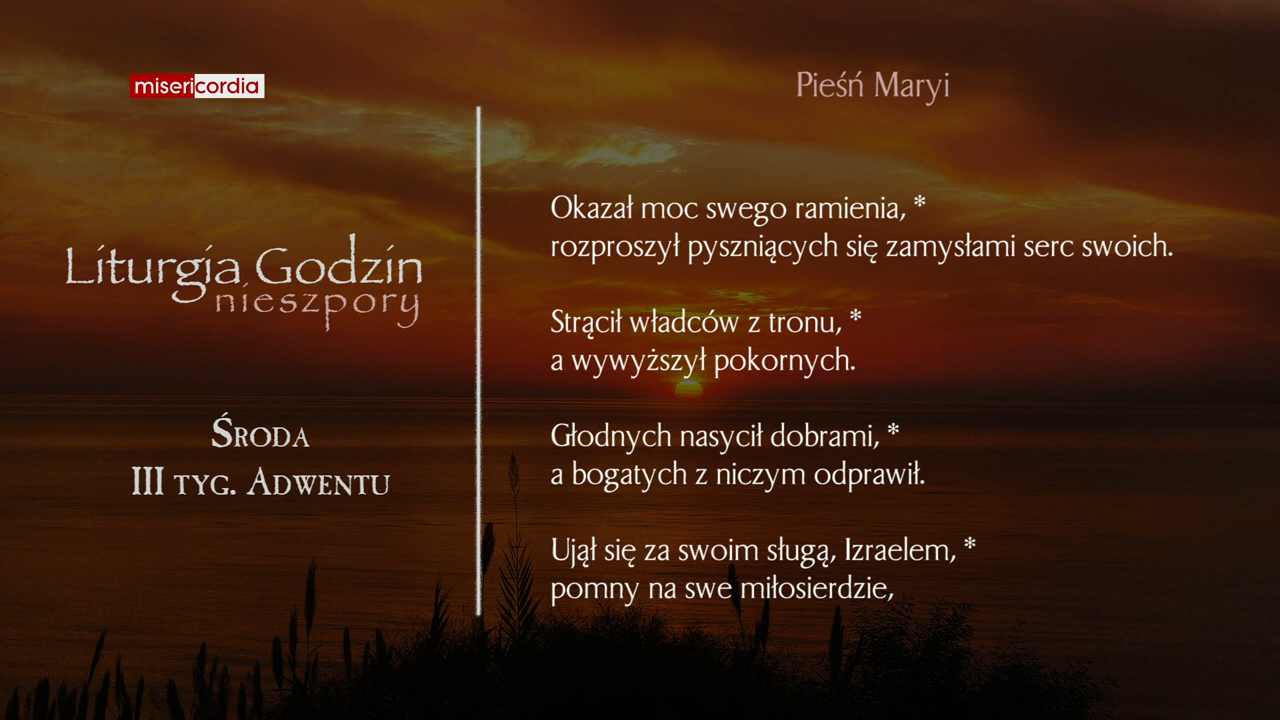 misericordia
Pieśń Maryi
Liturgia Godzin
nieszpory
Środa
III tyg. Adwentu
Okazał moc swego ramienia, *
rozproszył pyszniących się zamysłami serc swoich.
Strącił władców z tronu, *
a wywyższył pokornych.
Głodnych nasycił dobrami, *
a bogatych z niczym odprawił.
Ujął się za swoim sługą, Izraelem, *
pomny na swe miłosierdzie,